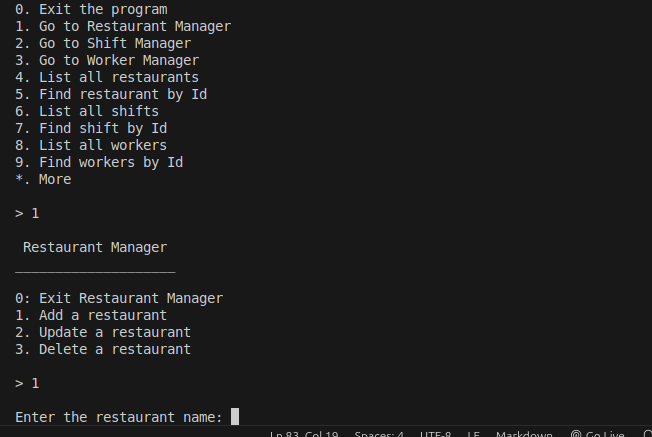 0. Exit the program
1. Go to Restaurant Manager
2. Go to Shift Manager
3. Go to Worker Manager
4. List all restaurants
5. Find restaurant by Id
6. List all shifts
7. Find shift by Id
8. List all workers
9. Find workers by Id
*. More
> 1
Restaurant Manager
____________________
0: Exit Restaurant Manager
1. Add a restaurant
2. Update a restaurant
3. Delete a restaurant
> 1
Enter the restaurant name:
Ln 83, Col 19 Spaces: 4 UTF-8 LF Markdown Go Live